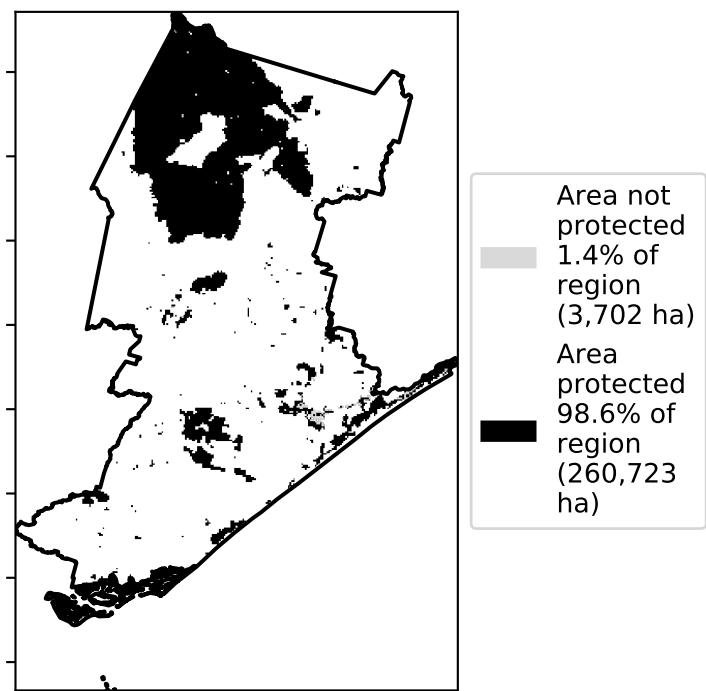 Area not
protected
1.4% of
region
(3,702 ha)
Area
protected
98.6% of
region
(260,723
ha)